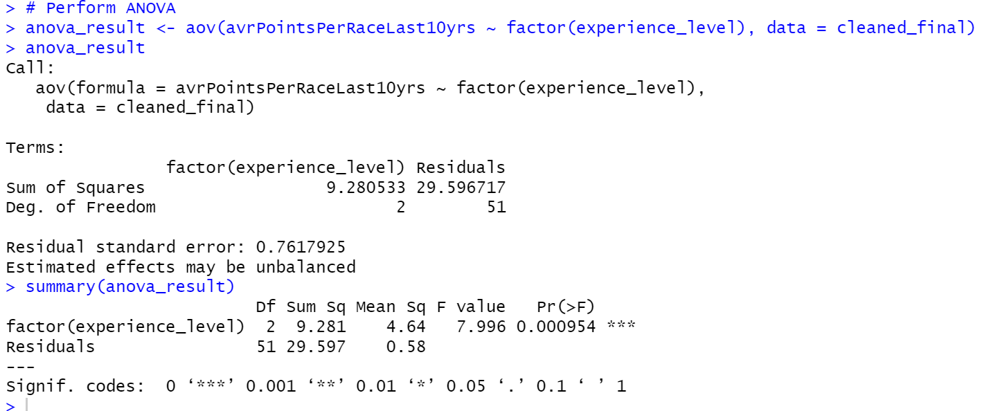 > # Perform ANOVA
> anova_result <- aov(avrPointsPerRaceLast10yrs ~ factor(experience_level), data = cleaned_final)
> anova_result
Call:
   aov(formula = avrPointsPerRaceLast10yrs ~ factor(experience_level),
    data = cleaned_final)

Terms:
                factor(experience_level) Residuals
Sum of Squares                  9.280533 29.596717
Deg. of Freedom                        2        51

Residual standard error: 0.7617925
Estimated effects may be unbalanced
> summary(anova_result)
                         Df Sum Sq Mean Sq F value   Pr(>F)
factor(experience_level)  2  9.281    4.64   7.996 0.000954 ***
Residuals                51 29.597    0.58
---
Signif. codes:  0 ‘***’ 0.001 ‘**’ 0.01 ‘*’ 0.05 ‘.’ 0.1 ‘ ’ 1
>